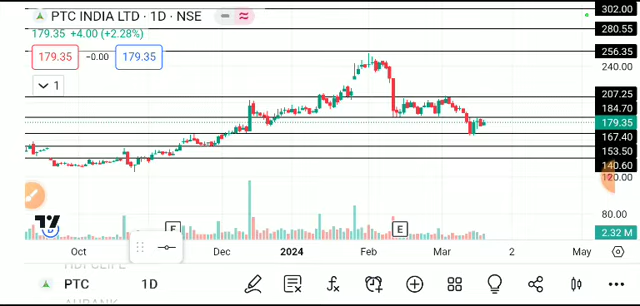 PTC INDIA LTD · 1D · NSE
179.35 +4.00 (+2.28%)
179.35 −0.00 179.35
1
302.00
280.55
256.35
240.00
207.25
184.70
179.35
167.40
153.50
140.60
120.00
80.00
2.32 M
E
E
Oct
Dec
2024
Feb
Mar
2
May
PTC 1D